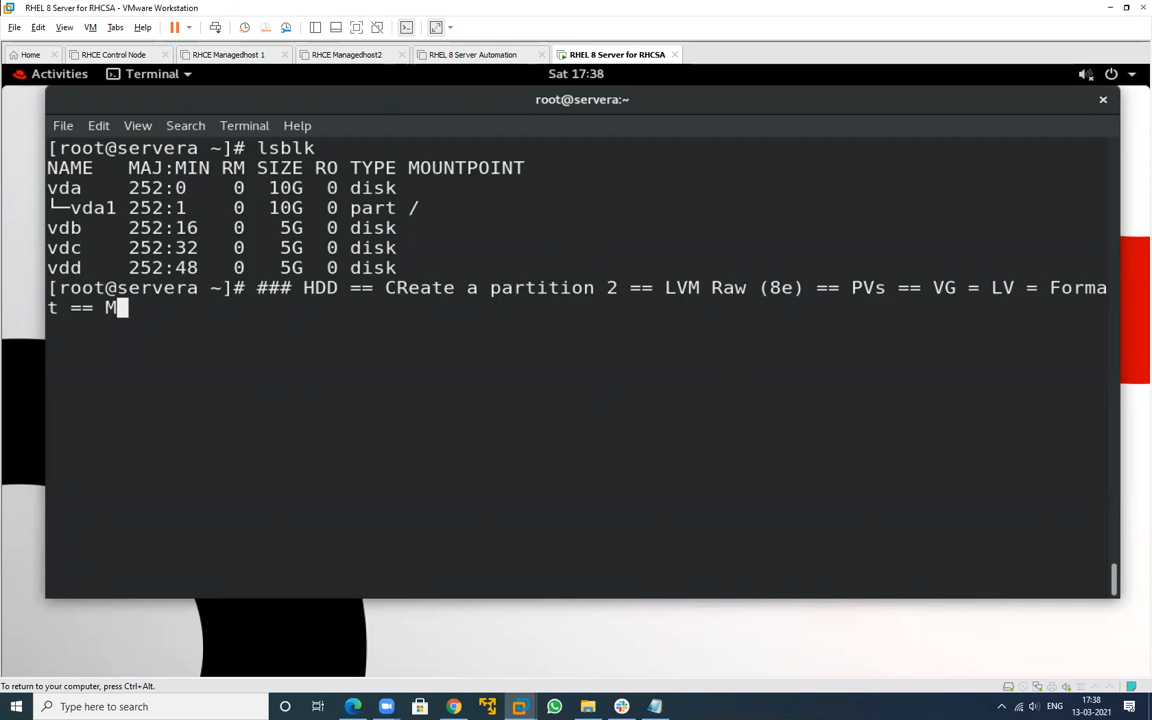 RHEL 8 Server for RHCSA - VMware Workstation
File Edit View VM Tabs Help
Home RHCE Control Node RHCE Managedhost 1 RHCE Managedhost2 RHEL 8 Server Automation RHEL 8 Server for RHCSA
Activities Terminal Sat 17:38
root@servera:~
File Edit View Search Terminal Help
[root@servera ~]# lsblk
NAME MAJ:MIN RM SIZE RO TYPE MOUNTPOINT
vda 252:0 0 10G 0 disk
└─vda1 252:1 0 10G 0 part /
vdb 252:16 0 5G 0 disk
vdc 252:32 0 5G 0 disk
vdd 252:48 0 5G 0 disk
[root@servera ~]# ### HDD == CReate a partition 2 == LVM Raw (8e) == PVs == VG = LV = Forma
t == M
To return to your computer, press Ctrl+Alt.
Type here to search
ENG
17:38
13-03-2021